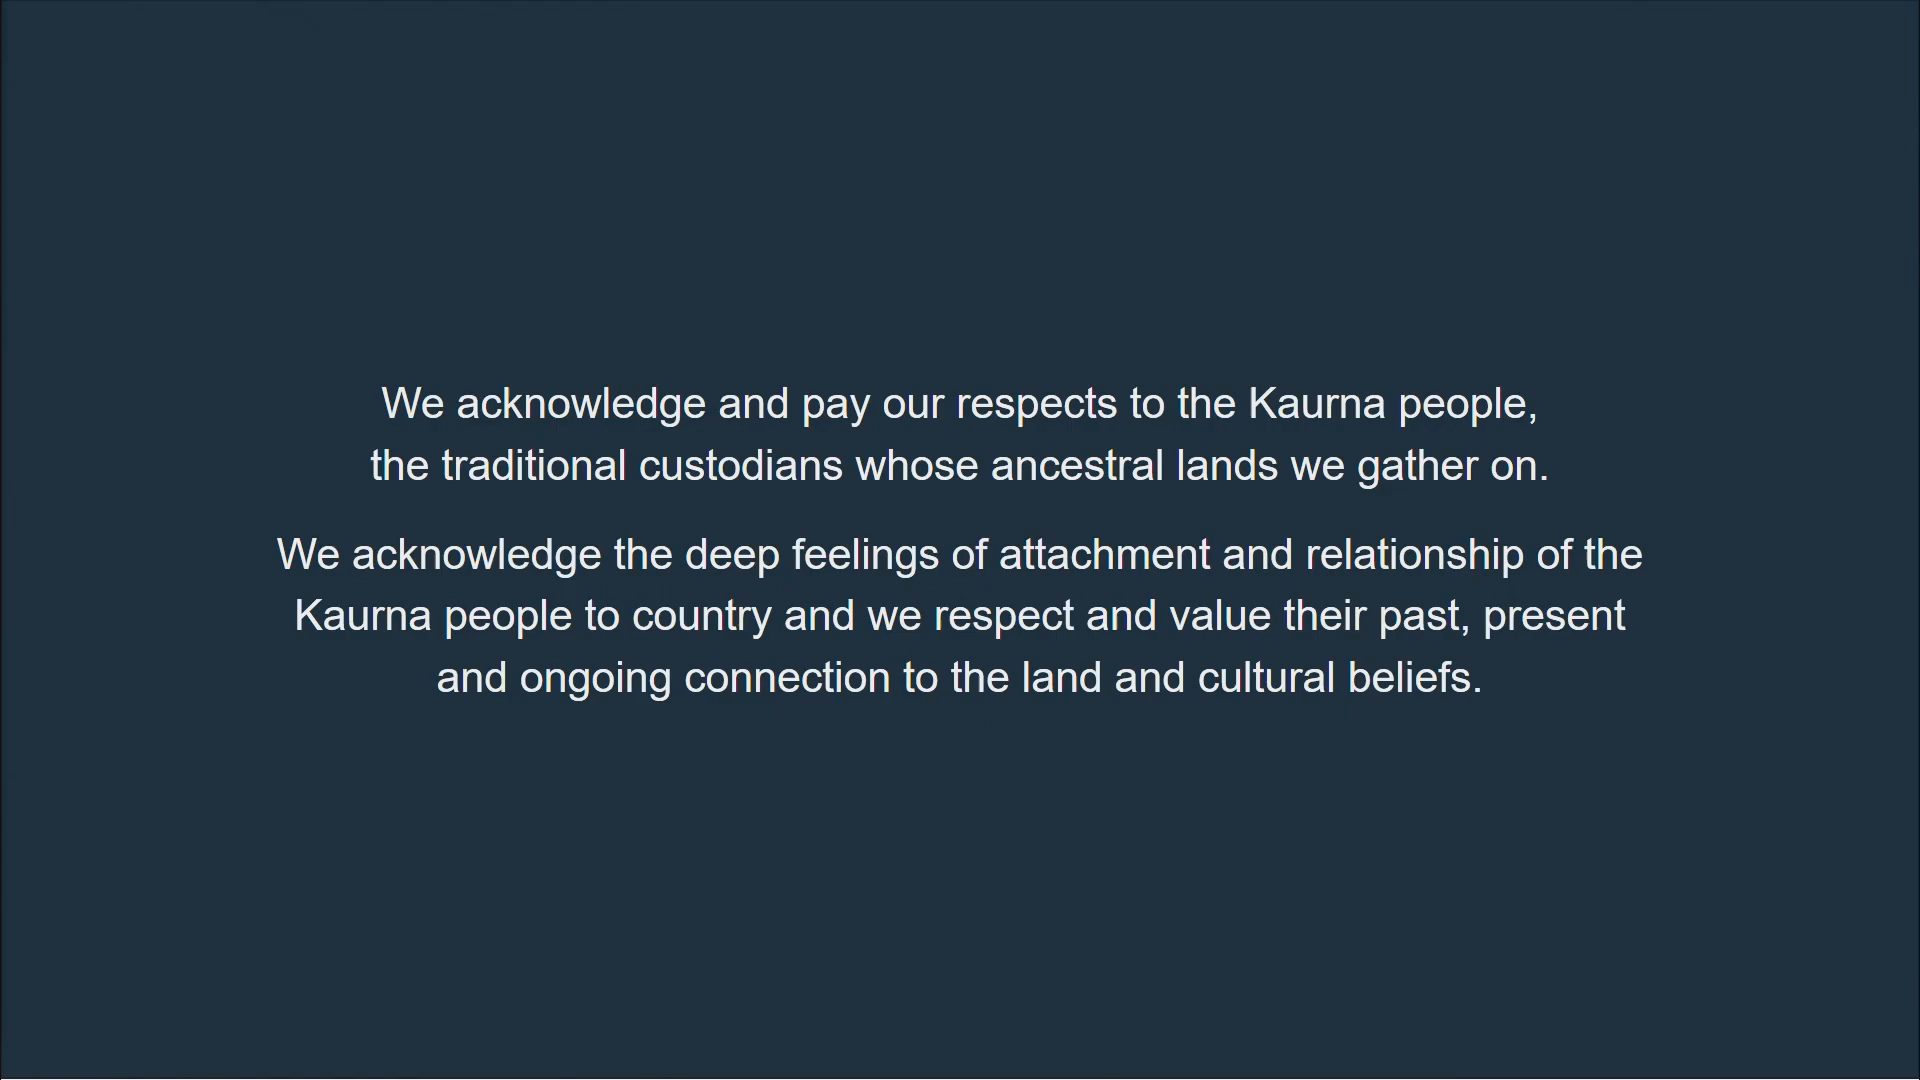 We acknowledge and pay our respects to the Kaurna people,
the traditional custodians whose ancestral lands we gather on.
We acknowledge the deep feelings of attachment and relationship of the
Kaurna people to country and we respect and value their past, present
and ongoing connection to the land and cultural beliefs.